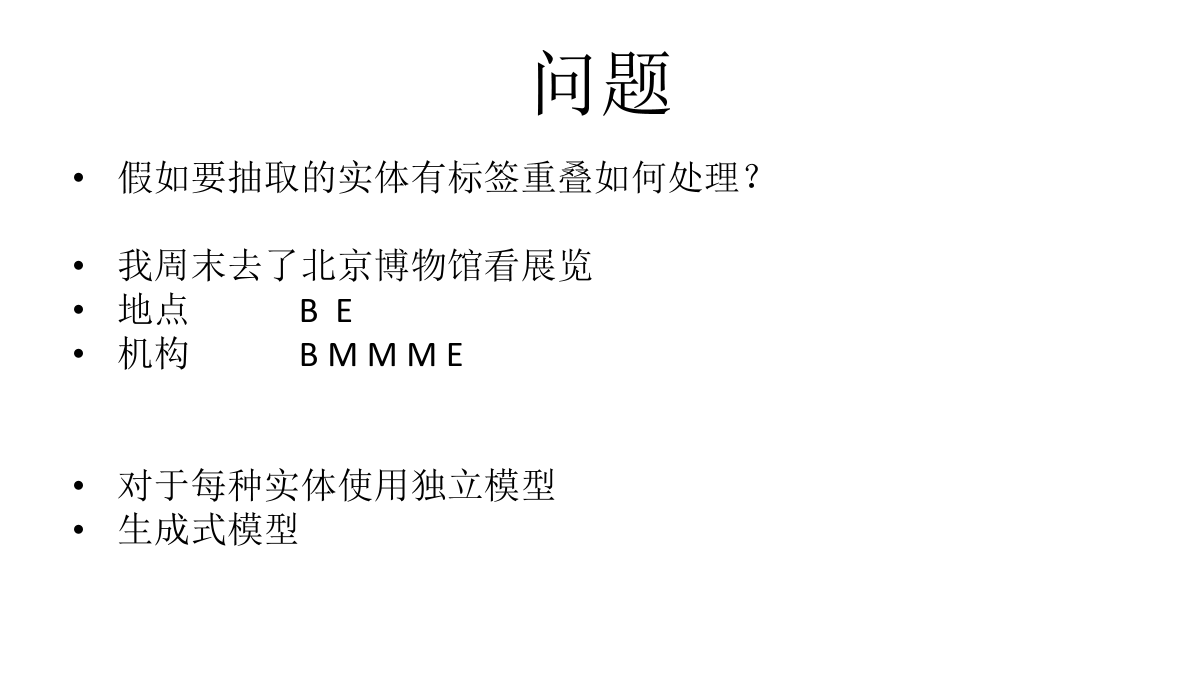 问题
• 假如要抽取的实体有标签重叠如何处理？
• 我周末去了北京博物馆看展览
• 地点 B E
• 机构 B M M M E
• 对于每种实体使用独立模型
• 生成式模型